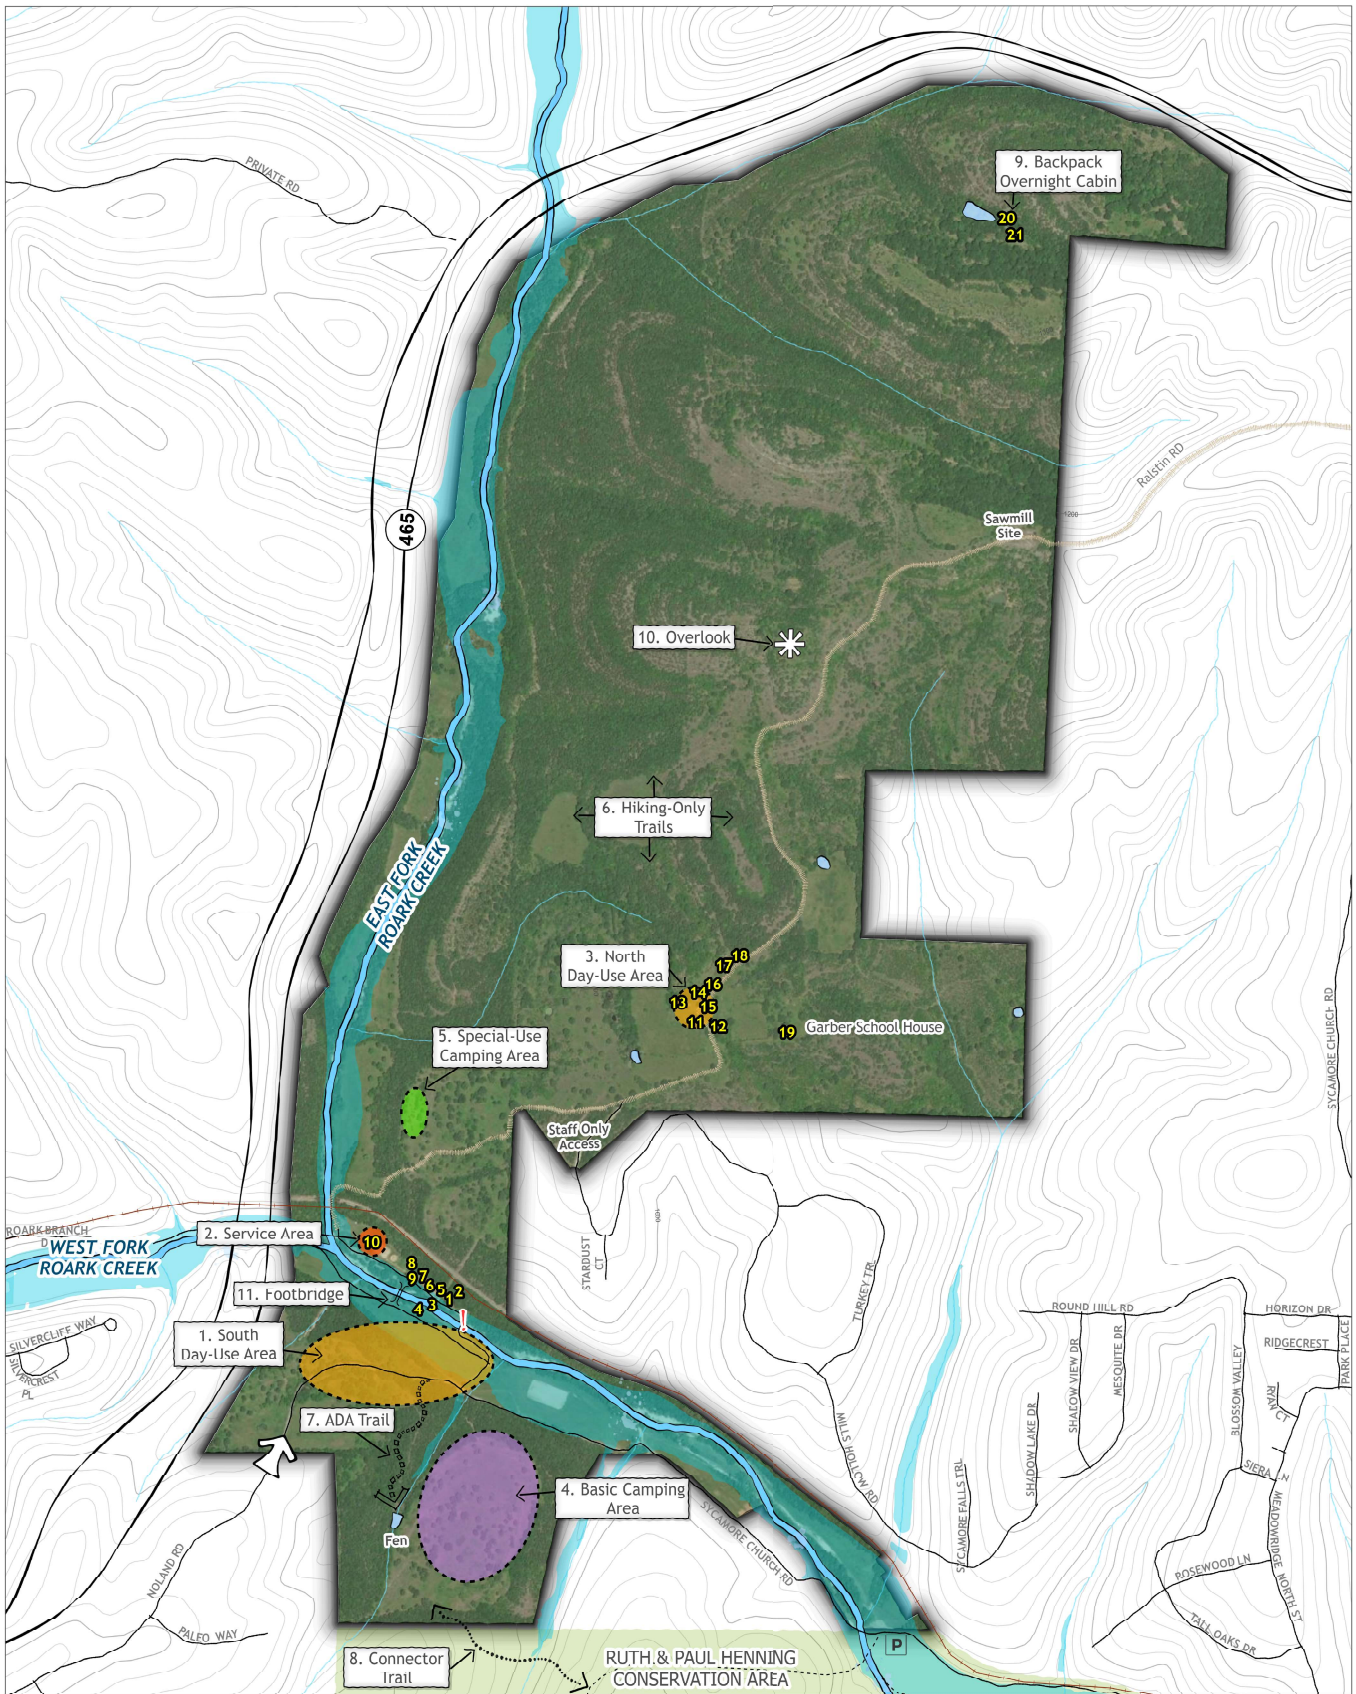 PRIVATE RD
9. Backpack
Overnight Cabin
20
21
465
Ralstin RD
1200
Sawmill
Site
10. Overlook
6. Hiking-Only
Trails
EAST FORK
ROARK CREEK
3. North
Day-Use Area
18
17
16
14
13
15
11
12
19
Garber School House
SYCAMORE CHURCH RD
5. Special-Use
Camping Area
Staff Only
Access
ROARK BRANCH
D
WEST FORK
ROARK CREEK
2. Service Area
10
8
9
7
6
5
2
1
3
4
!
11. Footbridge
STARDUST
CT
TURKEY TR
ROUND HILL RD
HORIZON DR
RIDGECREST
PARK PLACE
SILVERCLIFF WAY
SILVERCREST
PL
1. South
Day-Use Area
SHADOW VIEW DR
MESQUITE DR
BLOSSOM VALLEY
RYAN CT
7. ADA Trail
MILLS HOLLOW RD
SHADOW LAKE DR
SYCAMORE FALLS TRL
SIERA LN
MEADOWRIDGE NORTH ST
4. Basic Camping
Area
Fen
SYCAMORE CHURCH RD
NOLAND RD
ROSEWOOD LN
TALL OAKS DR
PALEO WAY
8. Connector
Trail
RUTH & PAUL HENNING
CONSERVATION AREA
P